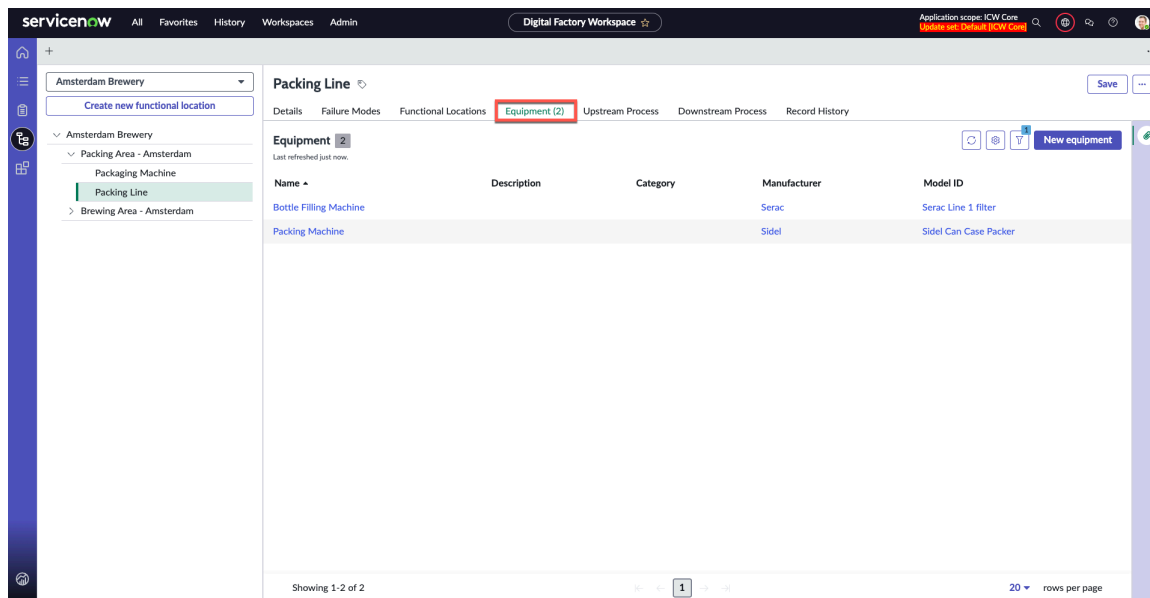 servicenow All Favorites History Workspaces Admin Digital Factory Workspace Application scope: ICW Core
Update set: Default [ICW Core]
Amsterdam Brewery
Create new functional location
Amsterdam Brewery
Packing Area - Amsterdam
Packaging Machine
Packing Line
Brewing Area - Amsterdam
Packing Line Save
Details Failure Modes Functional Locations Equipment (2) Upstream Process Downstream Process Record History
Equipment 2 1 New equipment
Last refreshed just now.
Name Description Category Manufacturer Model ID
Bottle Filling Machine Serac Serac Line 1 filter
Packing Machine Sidel Sidel Can Case Packer
Showing 1-2 of 2 1 20 rows per page